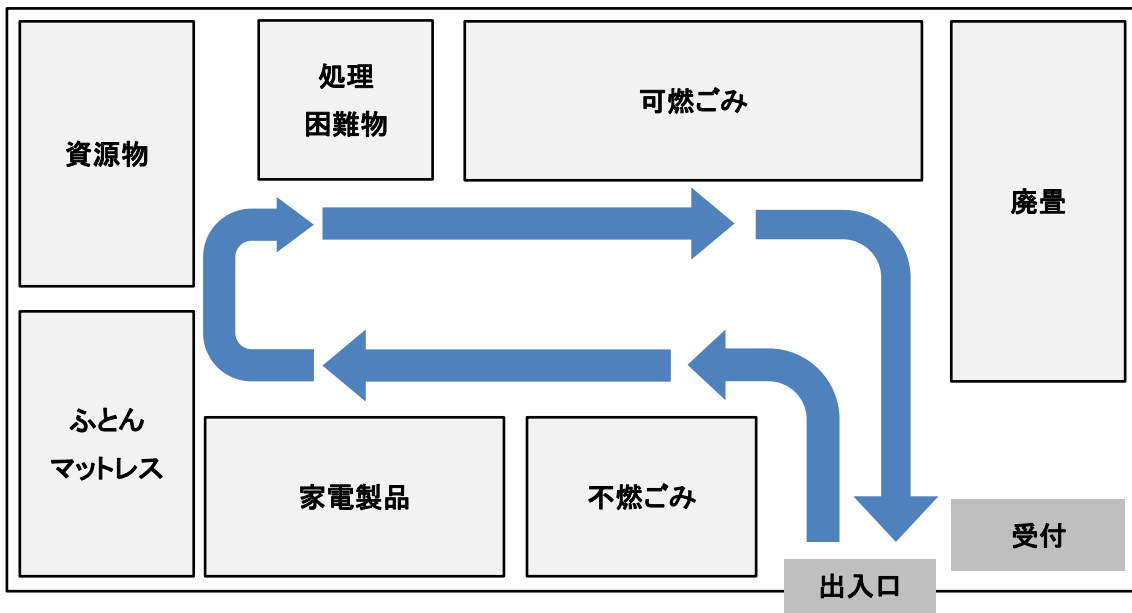 資源物
処理
困難物
可燃ごみ
廃畳
ふとん
マットレス
家電製品
不燃ごみ
受付
出入口